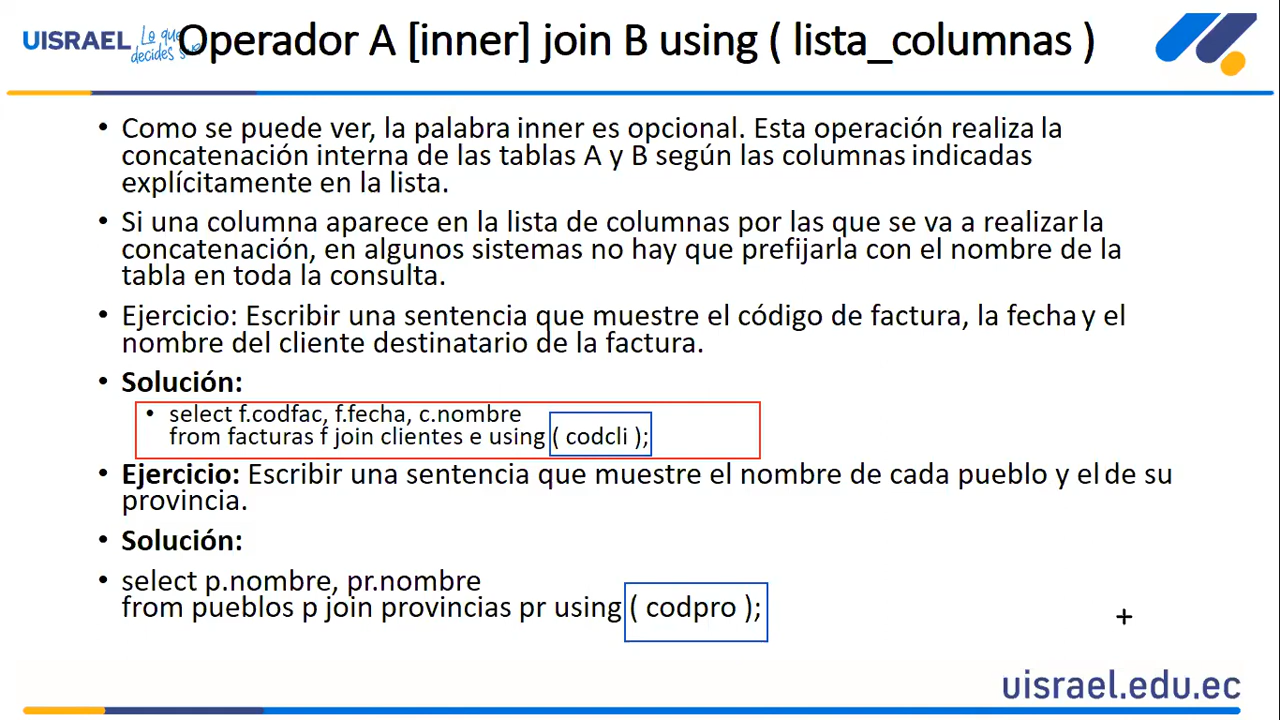 UISRAEL Lo que decides s
Operador A [inner] join B using ( lista_columnas )
• Como se puede ver, la palabra inner es opcional. Esta operación realiza la
concatenación interna de las tablas A y B según las columnas indicadas
explícitamente en la lista.
• Si una columna aparece en la lista de columnas por las que se va a realizar la
concatenación, en algunos sistemas no hay que prefijarla con el nombre de la
tabla en toda la consulta.
• Ejercicio: Escribir una sentencia que muestre el código de factura, la fecha y el
nombre del cliente destinatario de la factura.
• Solución:
• select f.codfac, f.fecha, c.nombre
from facturas f join clientes e using ( codcli );
• Ejercicio: Escribir una sentencia que muestre el nombre de cada pueblo y el de su
provincia.
• Solución:
• select p.nombre, pr.nombre
from pueblos p join provincias pr using ( codpro );
uisrael.edu.ec